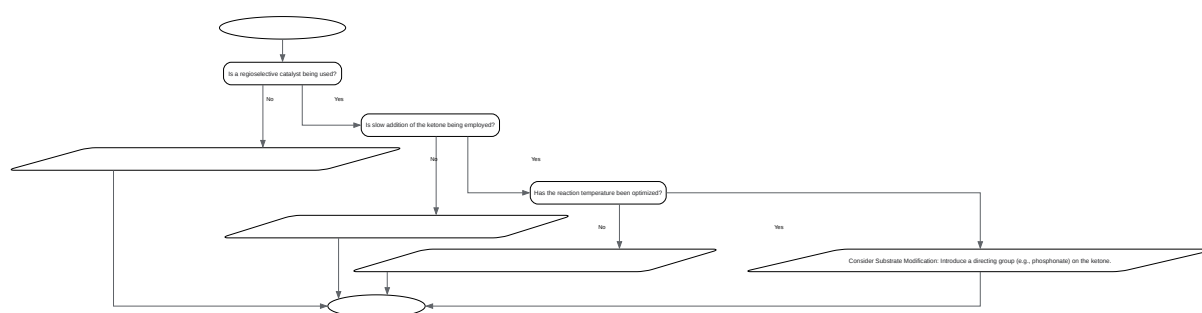 Is a regioselective catalyst being used?
No
Yes
Is slow addition of the ketone being employed?
No
Yes
Has the reaction temperature been optimized?
No
Yes
Consider Substrate Modification: Introduce a directing group (e.g., phosphonate) on the ketone.